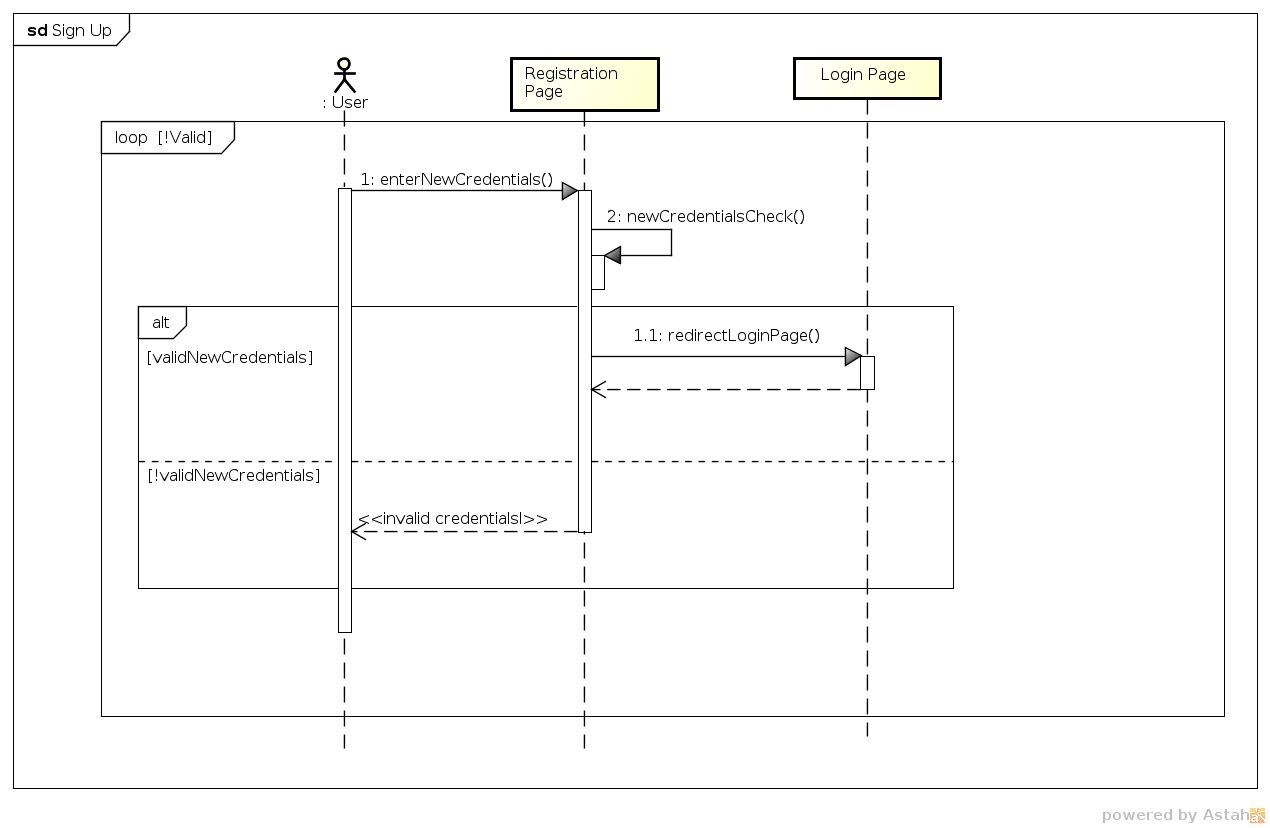 sd Sign Up
: User
Registration
Page
Login Page
loop [!Valid]
1: enterNewCredentials()
2: newCredentialsCheck()
alt
1.1: redirectLoginPage()
[validNewCredentials]
[!validNewCredentials]
<<invalid credentialsl>>
powered by Astah